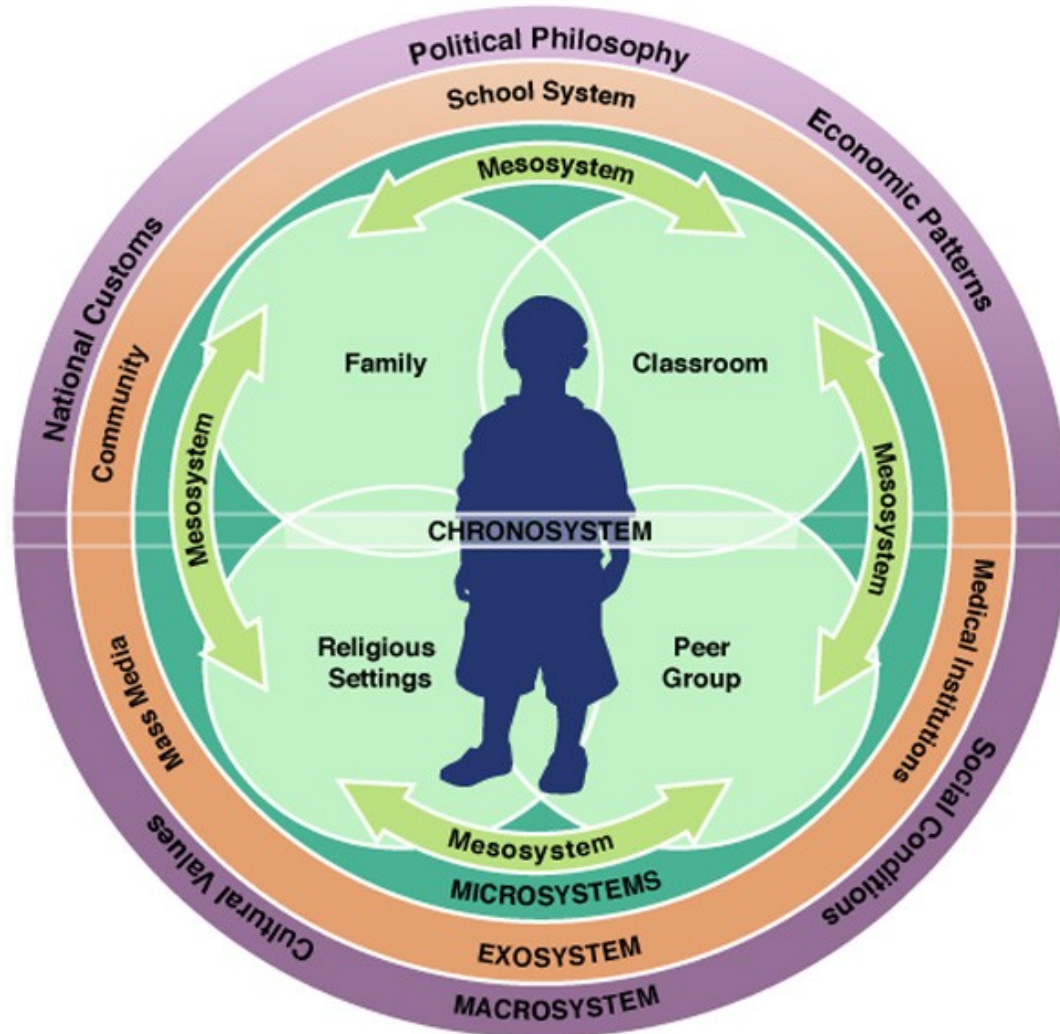 Political Philosophy
School System
Economic Patterns
Mesosystem
National Customs
Community
Family
Classroom
Mesosystem
Mesosystem
CHRONOSYSTEM
Religious
Settings
Peer
Group
Mass Media
Medical Institutions
Cultural Values
Social Conditions
Mesosystem
MICROSYSTEMS
EXOSYSTEM
MACROSYSTEM